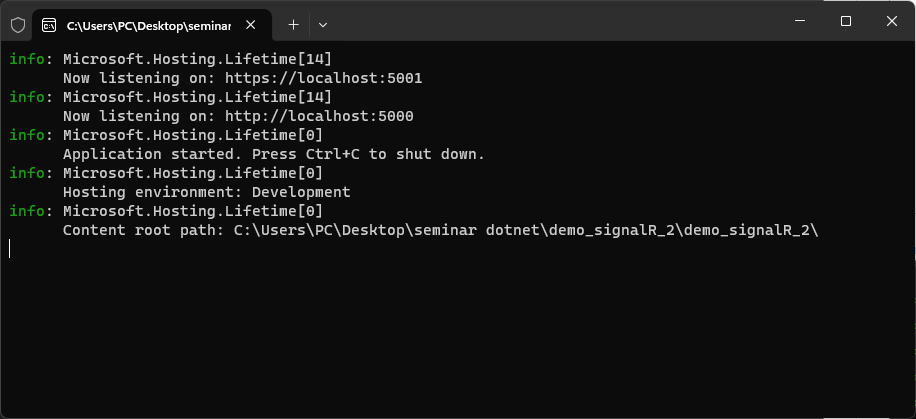 C:\Users\PC\Desktop\seminar
info: Microsoft.Hosting.Lifetime[14]
      Now listening on: https://localhost:5001
info: Microsoft.Hosting.Lifetime[14]
      Now listening on: http://localhost:5000
info: Microsoft.Hosting.Lifetime[0]
      Application started. Press Ctrl+C to shut down.
info: Microsoft.Hosting.Lifetime[0]
      Hosting environment: Development
info: Microsoft.Hosting.Lifetime[0]
      Content root path: C:\Users\PC\Desktop\seminar dotnet\demo_signalR_2\demo_signalR_2\